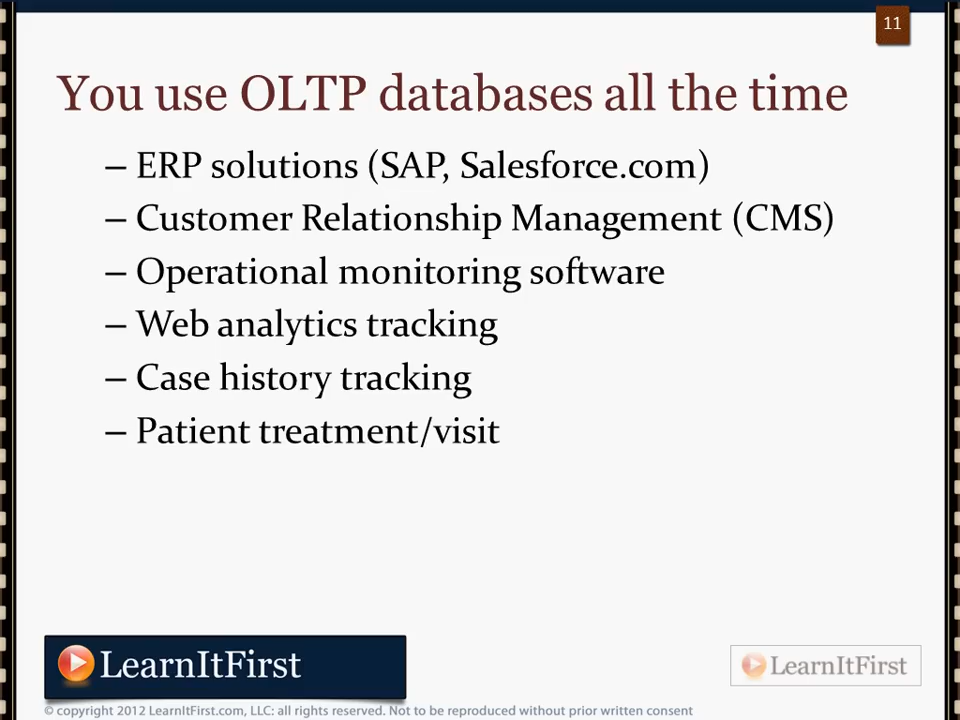 11
You use OLTP databases all the time
– ERP solutions (SAP, Salesforce.com)
– Customer Relationship Management (CMS)
– Operational monitoring software
– Web analytics tracking
– Case history tracking
– Patient treatment/visit
LearnItFirst
LearnItFirst
© copyright 2012 LearnItFirst.com, LLC: all rights reserved. Not to be reproduced without prior written consent